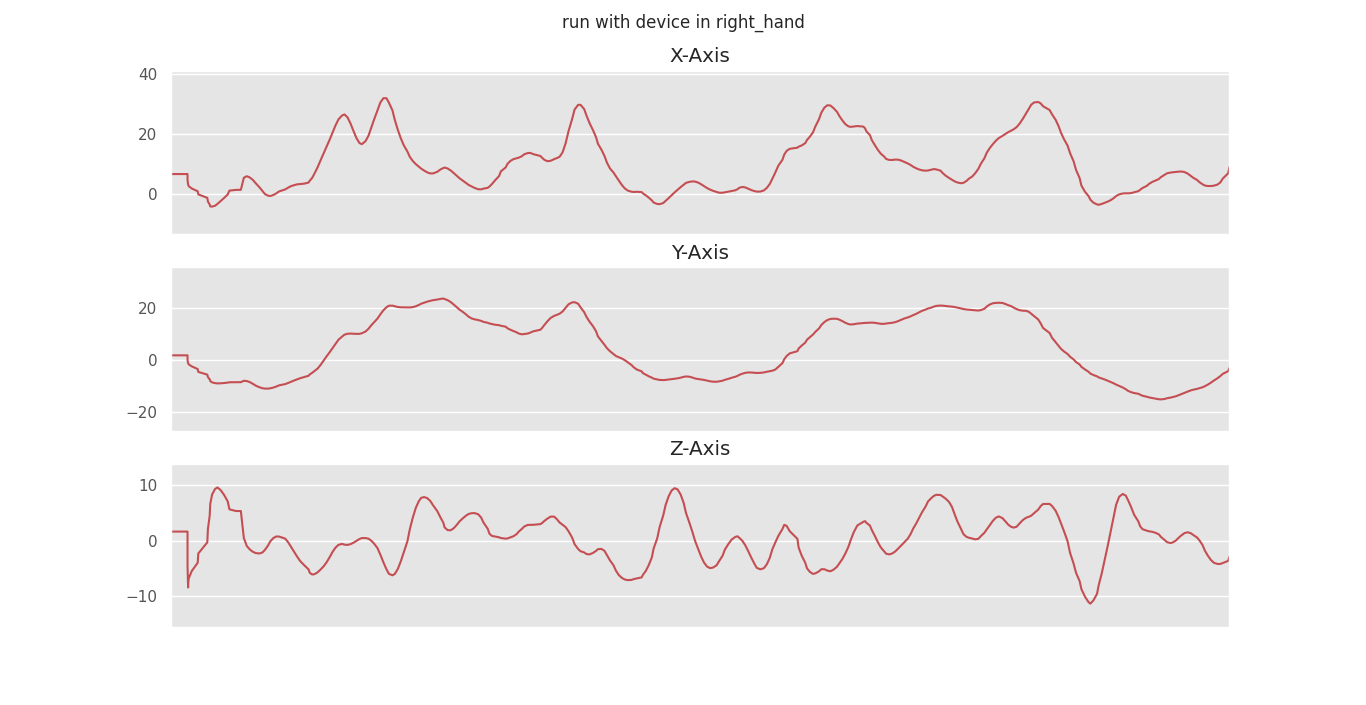 run with device in right_hand
X-Axis
40
20
0
Y-Axis
20
0
−20
Z-Axis
10
0
−10